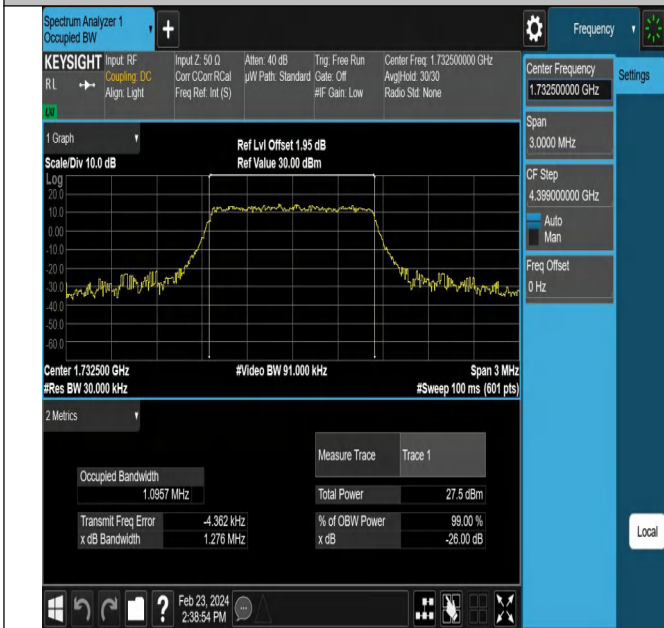 Spectrum Analyzer 1
Occupied BW
Frequency
KEYSIGHT
RL
LXI
Input: RF
Coupling: DC
Align: Light
Input Z: 50 Ω
Corr CCorr RCal
Freq Ref: Int (S)
Atten: 40 dB
µW Path: Standard
Trig: Free Run
Gate: Off
#IF Gain: Low
Center Freq: 1.732500000 GHz
Avg|Hold: 30/30
Radio Std: None
Center Frequency
1.732500000 GHz
Settings
Span
3.0000 MHz
CF Step
4.399000000 GHz
Auto
Man
Freq Offset
0 Hz
Local
1 Graph
Scale/Div 10.0 dB
Ref Lvl Offset 1.95 dB
Ref Value 30.00 dBm
Log
20.0
10.0
0.00
-10.0
-20.0
-30.0
-40.0
-50.0
-60.0
Center 1.732500 GHz
#Res BW 30.000 kHz
#Video BW 91.000 kHz
Span 3 MHz
#Sweep 100 ms (601 pts)
2 Metrics
Measure Trace
Trace 1
Occupied Bandwidth
1.0957 MHz
Total Power
27.5 dBm
Transmit Freq Error
-4.362 kHz
% of OBW Power
99.00 %
x dB Bandwidth
1.276 MHz
x dB
-26.00 dB
Feb 23, 2024
2:38:54 PM